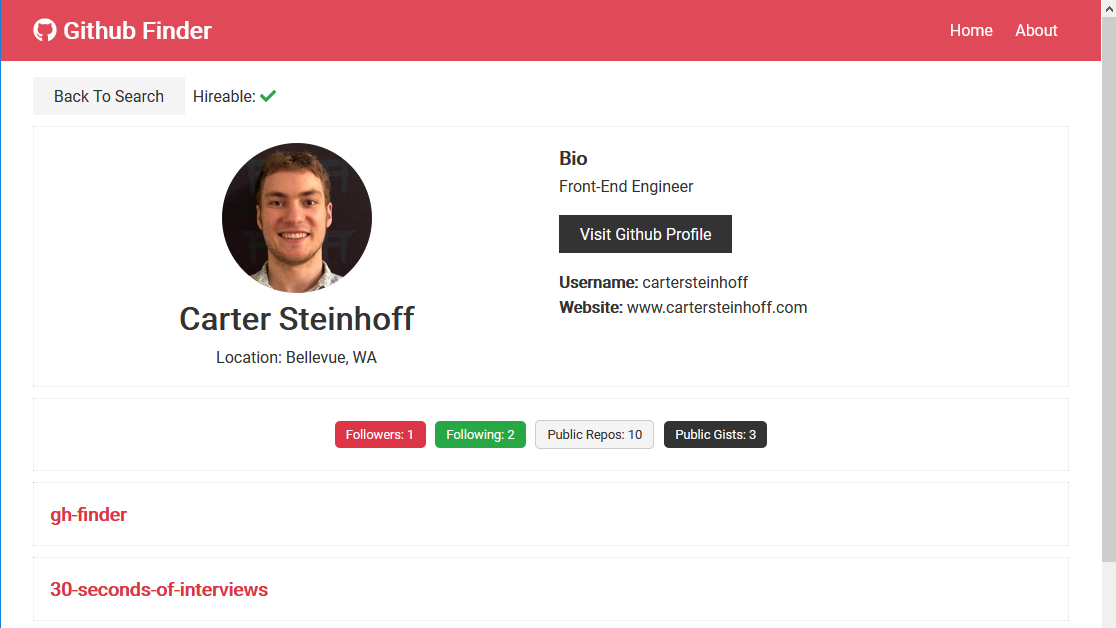 Github Finder
Home
About
Back To Search
Hireable:
Carter Steinhoff
Location: Bellevue, WA
Bio
Front-End Engineer
Visit Github Profile
Username: cartersteinhoff
Website: www.cartersteinhoff.com
Followers: 1
Following: 2
Public Repos: 10
Public Gists: 3
gh-finder
30-seconds-of-interviews